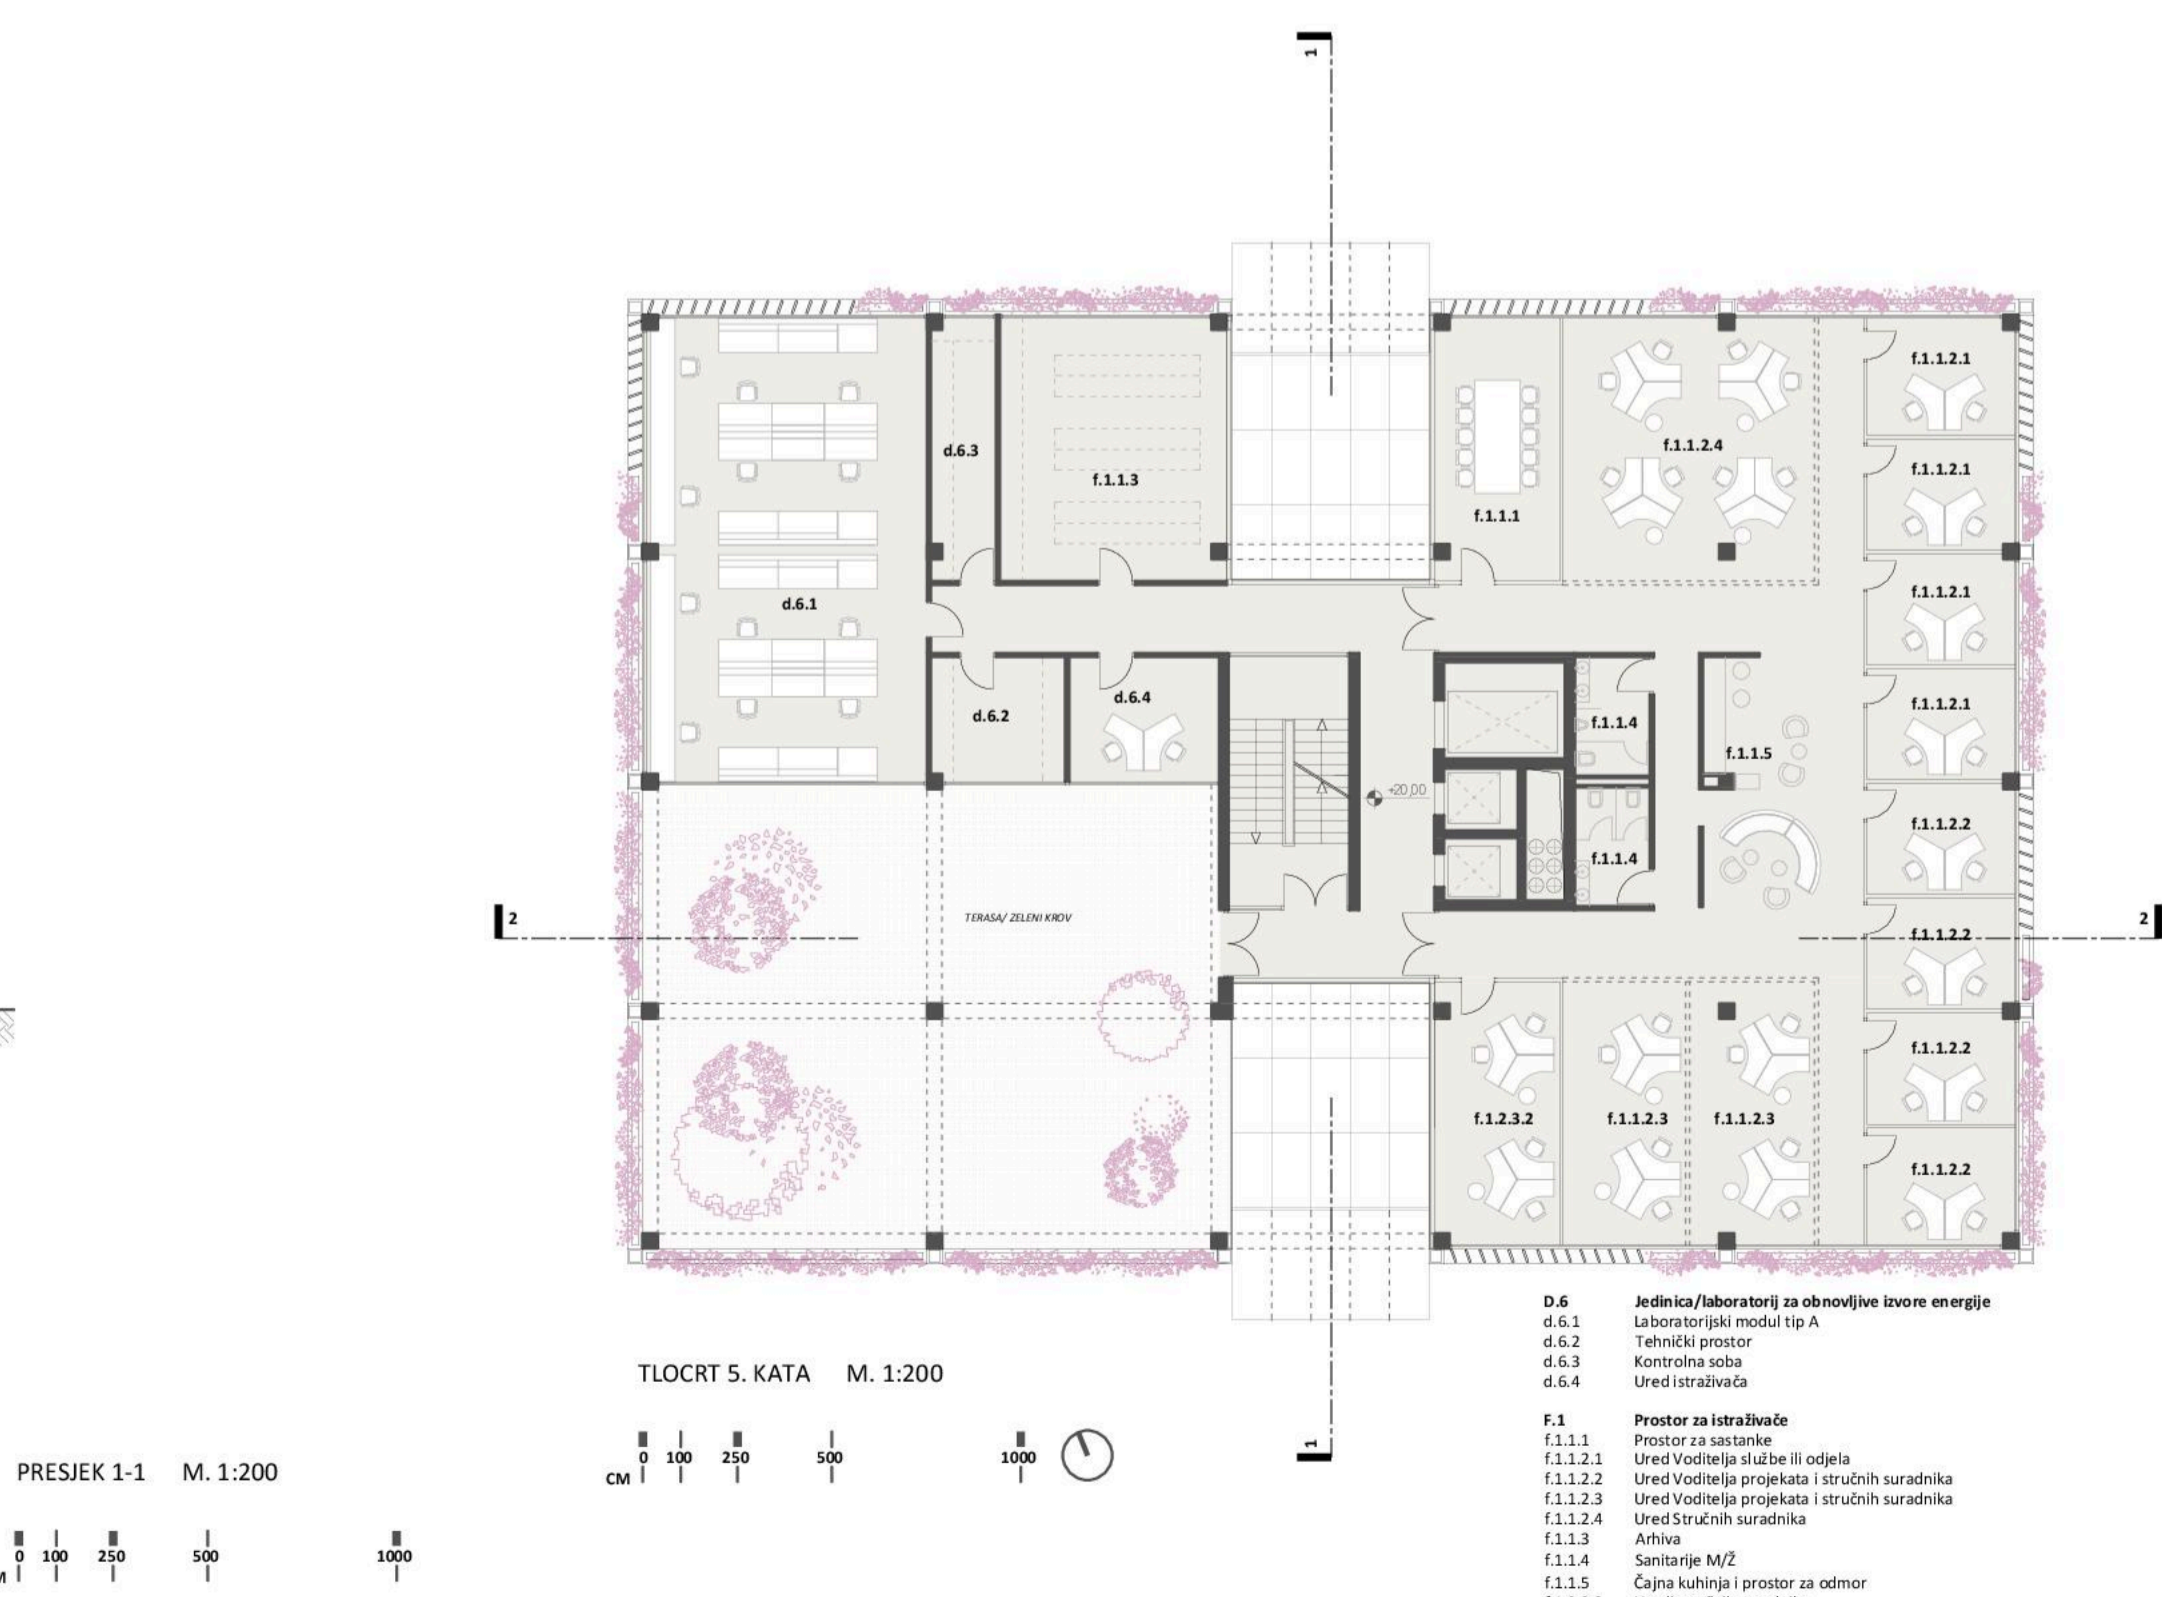 1
f.1.1.2.1
f.1.1.2.4
d.6.3
f.1.1.2.1
f.1.1.3
f.1.1.1
d.6.1
f.1.1.2.1
d.6.4
f.1.1.2.1
d.6.2
f.1.1.4
f.1.1.5
+20,00
f.1.1.2.2
f.1.1.4
2
TERASA/ ZELENI KROV
f.1.1.2.2
2
f.1.1.2.2
f.1.2.3.2
f.1.1.2.3
f.1.1.2.3
f.1.1.2.2
1
TLOCRT 5. KATA M. 1:200
0 100 250 500 1000
CM
PRESJEK 1-1 M. 1:200
0 100 250 500 1000
D.6 Jedinica/laboratorij za obnovljive izvore energije
d.6.1 Laboratorijski modul tip A
d.6.2 Tehnički prostor
d.6.3 Kontrolna soba
d.6.4 Ured istraživača
F.1 Prostor za istraživače
f.1.1.1 Prostor za sastanke
f.1.1.2.1 Ured Voditelja službe ili odjela
f.1.1.2.2 Ured Voditelja projekata i stručnih suradnika
f.1.1.2.3 Ured Voditelja projekata i stručnih suradnika
f.1.1.2.4 Ured Stručnih suradnika
f.1.1.3 Arhiva
f.1.1.4 Sanitarije M/Ž
f.1.1.5 Čajna kuhinja i prostor za odmor